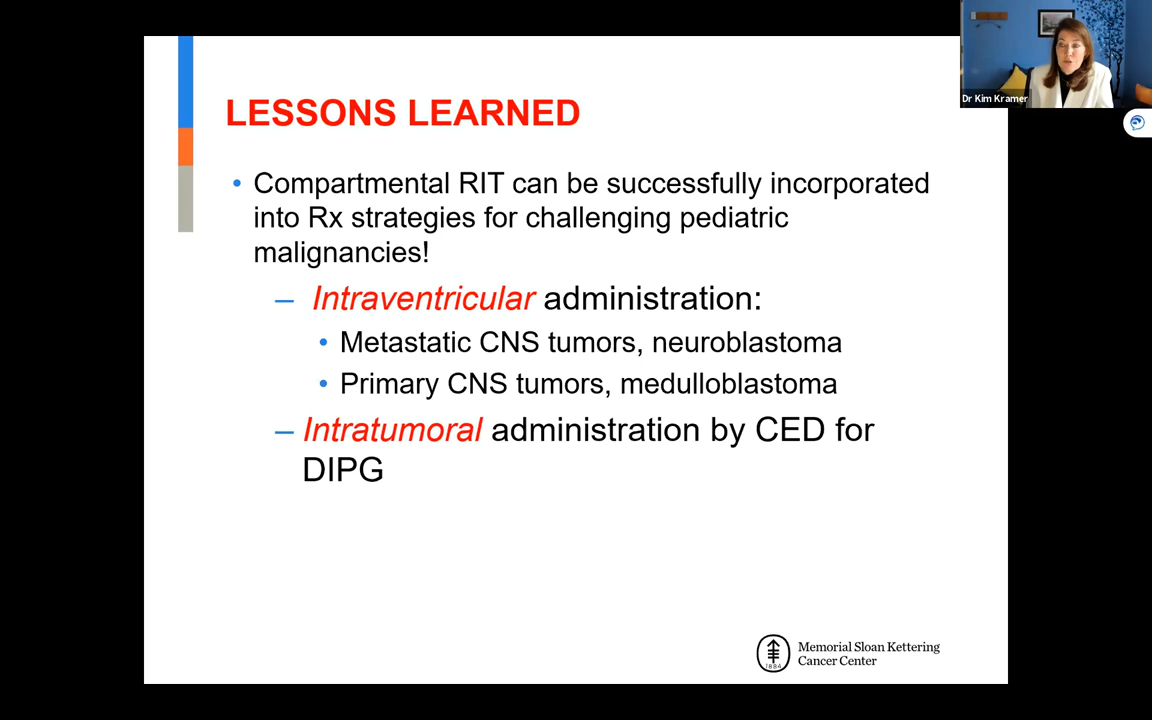 Dr Kim Kramer
LESSONS LEARNED
• Compartmental RIT can be successfully incorporated
into Rx strategies for challenging pediatric
malignancies!
– Intraventricular administration:
• Metastatic CNS tumors, neuroblastoma
• Primary CNS tumors, medulloblastoma
– Intratumoral administration by CED for
DIPG
1884
Memorial Sloan Kettering
Cancer Center